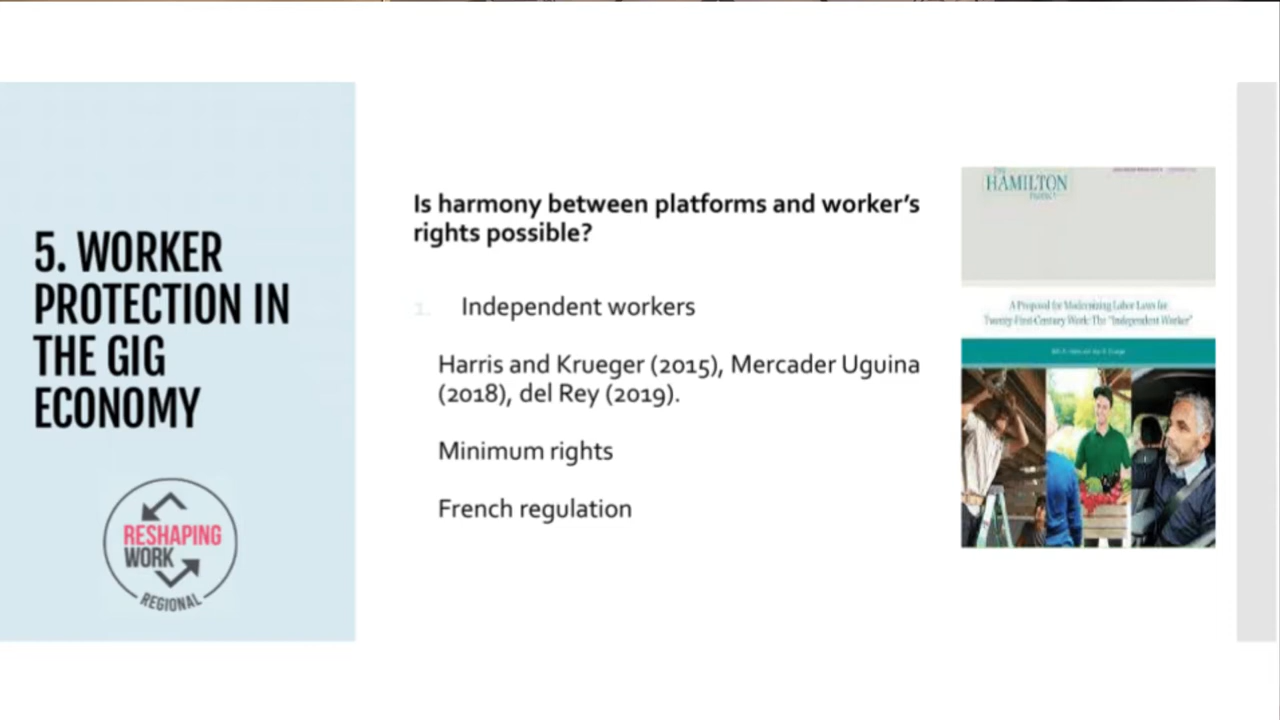 5. WORKER
PROTECTION IN
THE GIG
ECONOMY
RESHAPING
WORK
REGIONAL
Is harmony between platforms and worker's
rights possible?
1. Independent workers
Harris and Krueger (2015), Mercader Uguina
(2018), del Rey (2019).
Minimum rights
French regulation
HAMILTON
A Proposal for Modernizing Labor Laws for
Twenty-First-Century Work: The "Independent Worker"